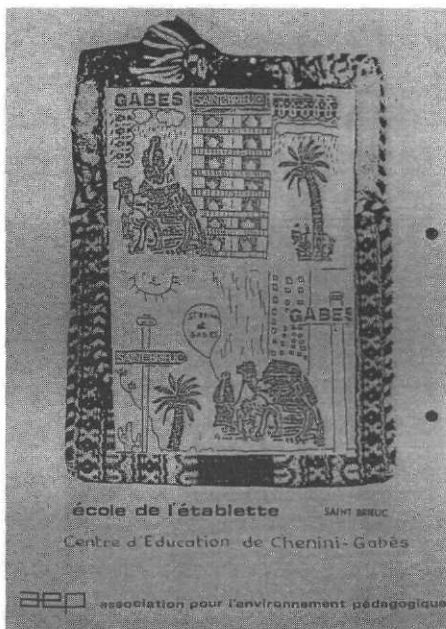 GABES SAINT BRIEUC
GABES
SAINT BRIEUC
école de l'établette SAINT BRIEUC
Centre d'Education de Chenini-Gabès
aep association pour l'environnement pédagogique